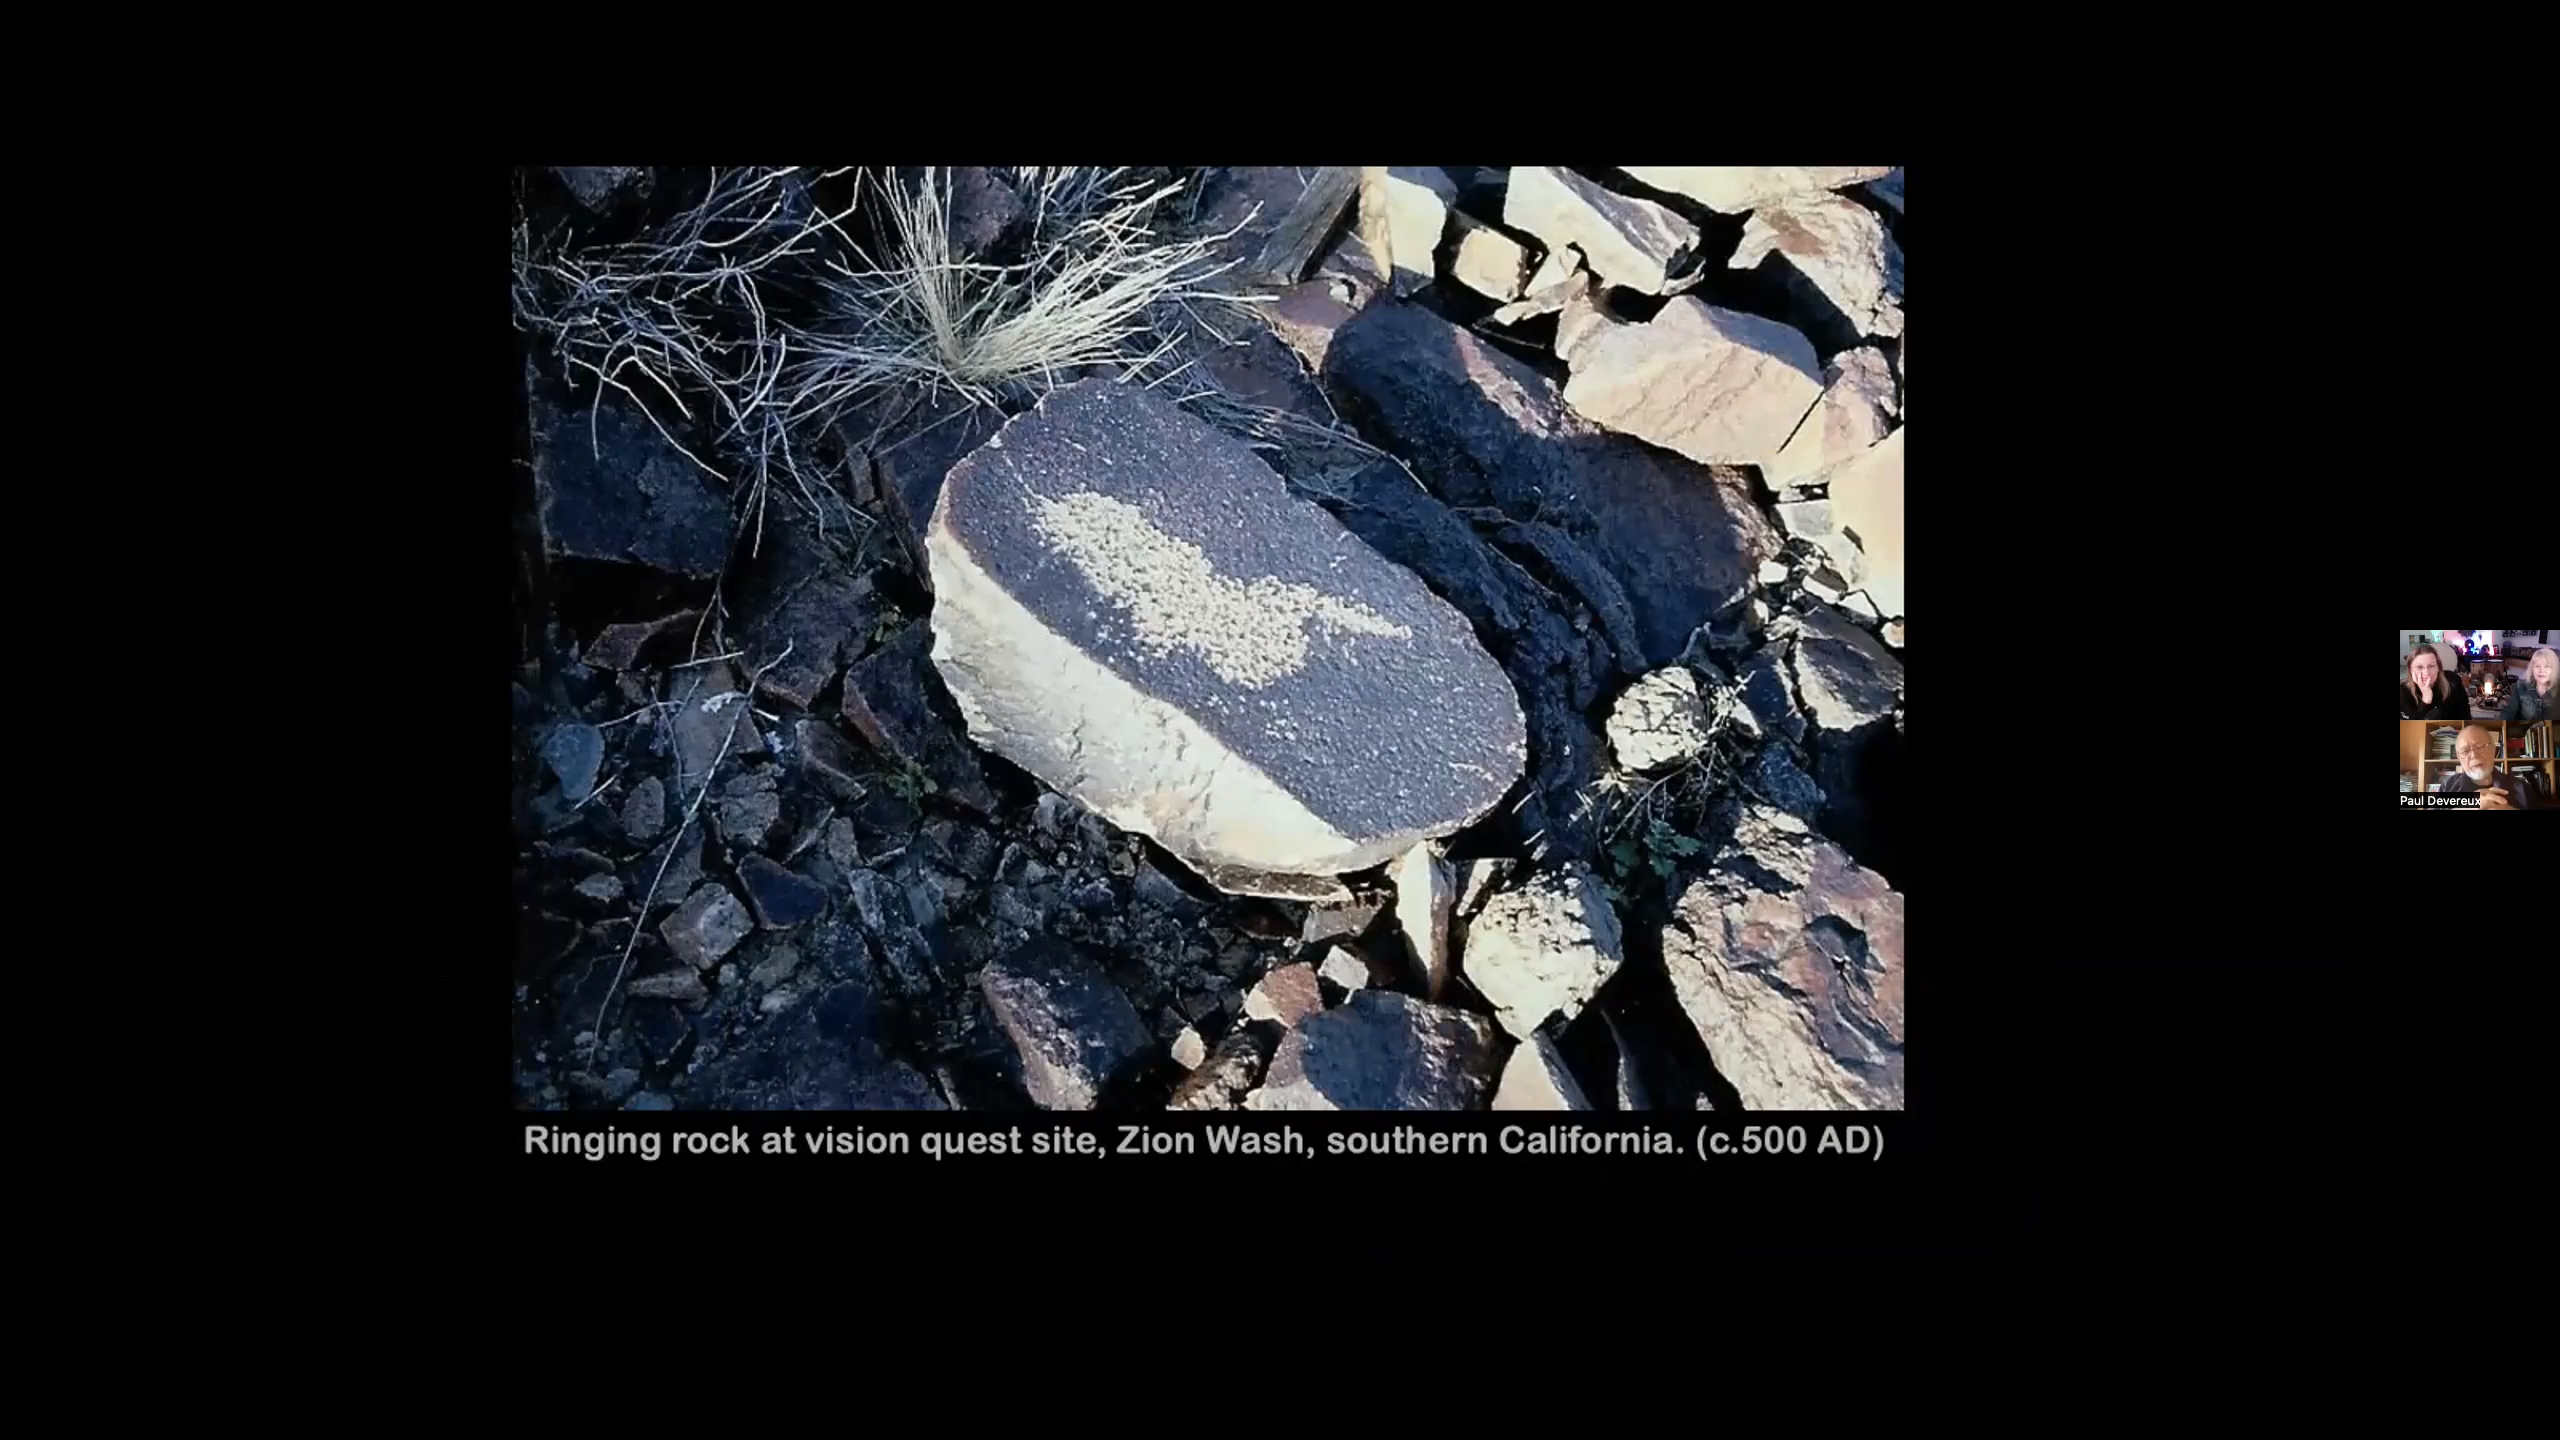 Ringing rock at vision quest site, Zion Wash, southern California. (c.500 AD)
Paul Devereux